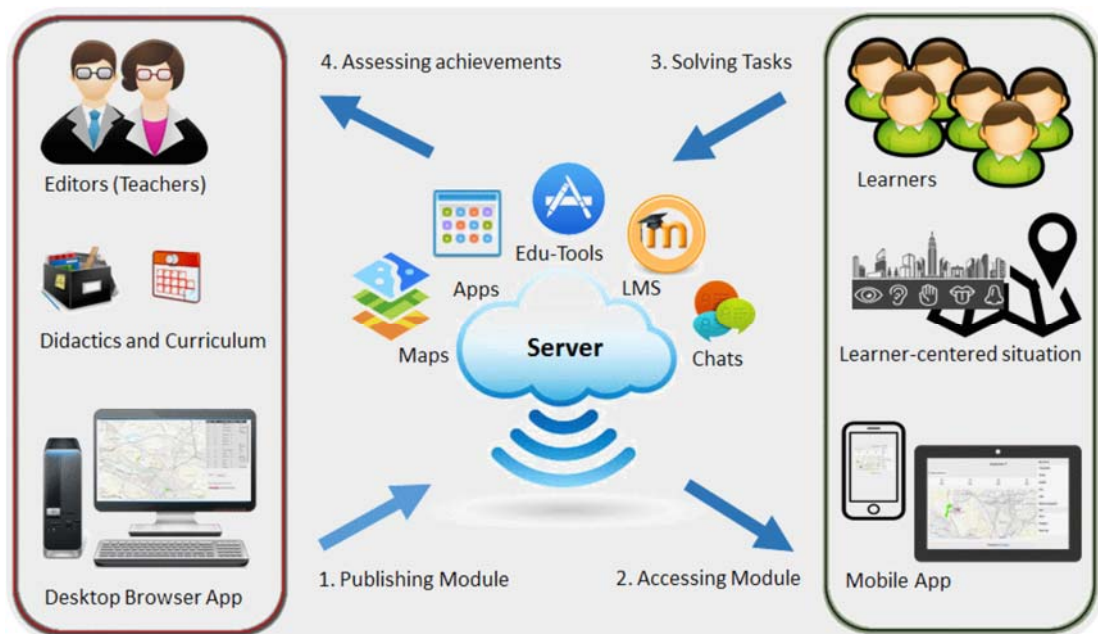 4. Assessing achievements
3. Solving Tasks
Editors (Teachers)
Learners
Edu-Tools
Apps
LMS
m
Didactics and Curriculum
Maps
Server
Chats
Learner-centered situation
1. Publishing Module
2. Accessing Module
Mobile App
Desktop Browser App